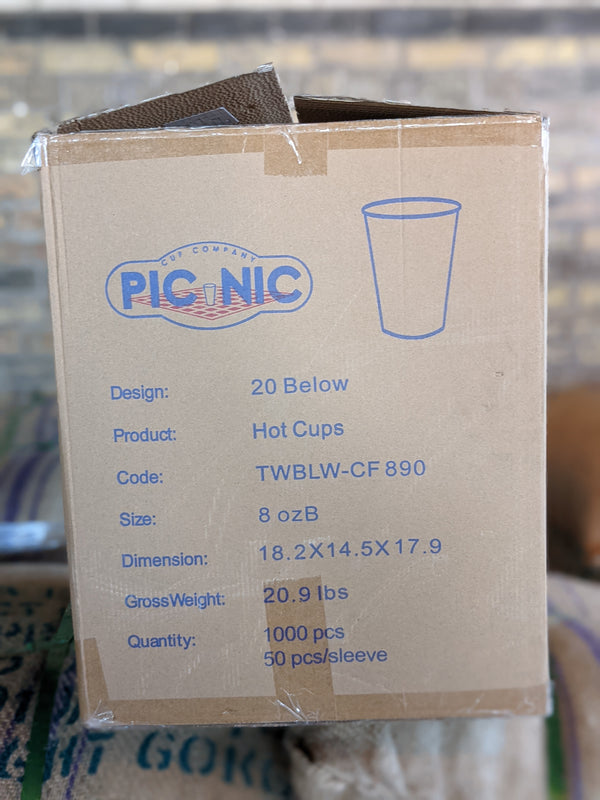 CUP COMPANY
PIC NIC
Design: 20 Below
Product: Hot Cups
Code: TWBLW-CF 890
Size: 8 ozB
Dimension: 18.2X14.5X17.9
GrossWeight: 20.9 lbs
Quantity: 1000 pcs
50 pcs/sleeve